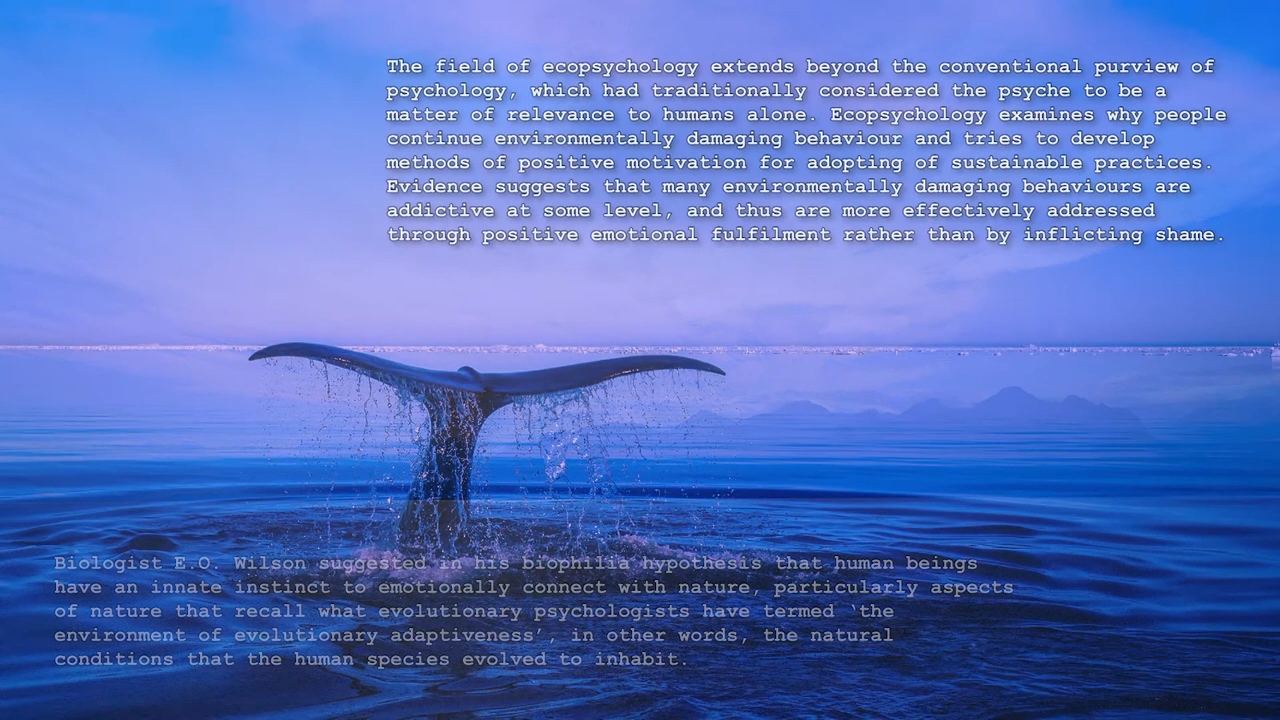 The field of ecopsychology extends beyond the conventional purview of
psychology, which had traditionally considered the psyche to be a
matter of relevance to humans alone. Ecopsychology examines why people
continue environmentally damaging behaviour and tries to develop
methods of positive motivation for adopting of sustainable practices.
Evidence suggests that many environmentally damaging behaviours are
addictive at some level, and thus are more effectively addressed
through positive emotional fulfilment rather than by inflicting shame.
Biologist E.O. Wilson suggested in his biophilia hypothesis that human beings
have an innate instinct to emotionally connect with nature, particularly aspects
of nature that recall what evolutionary psychologists have termed ‘the
environment of evolutionary adaptiveness’, in other words, the natural
conditions that the human species evolved to inhabit.